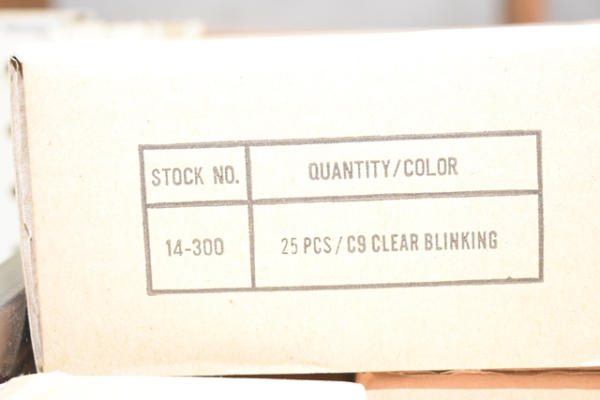 STOCK NO. QUANTITY/COLOR
14-300 25 PCS / C9 CLEAR BLINKING